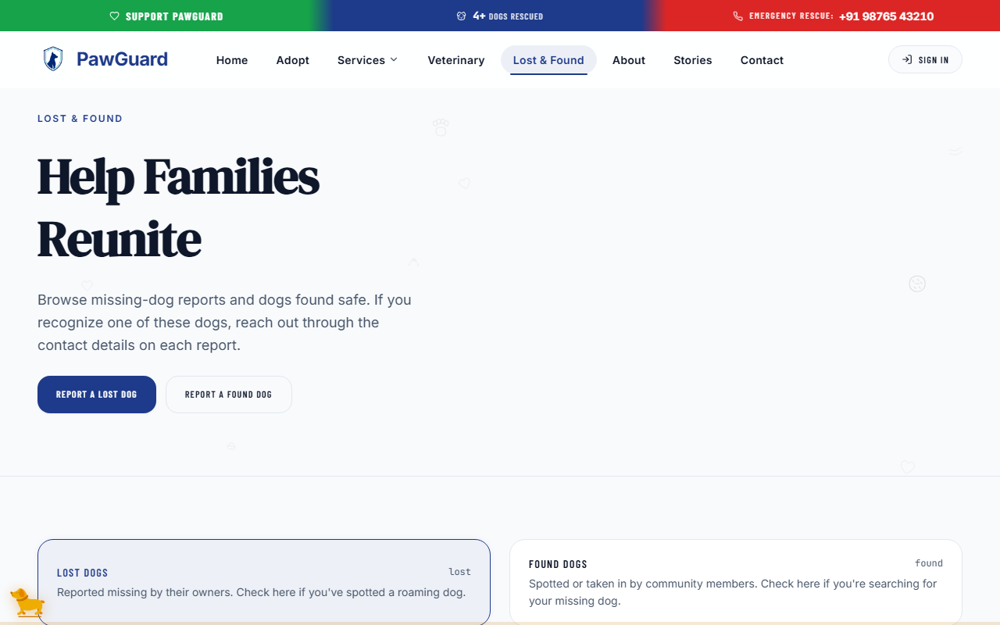 SUPPORT PAWGUARD
4+ DOGS RESCUED
EMERGENCY RESCUE: +91 98765 43210
PawGuard
Home
Adopt
Services
Veterinary
Lost & Found
About
Stories
Contact
SIGN IN
LOST & FOUND
Help Families
Reunite
Browse missing-dog reports and dogs found safe. If you
recognize one of these dogs, reach out through the
contact details on each report.
REPORT A LOST DOG
REPORT A FOUND DOG
LOST DOGS
lost
Reported missing by their owners. Check here if you've spotted a roaming dog.
FOUND DOGS
found
Spotted or taken in by community members. Check here if you're searching for
your missing dog.